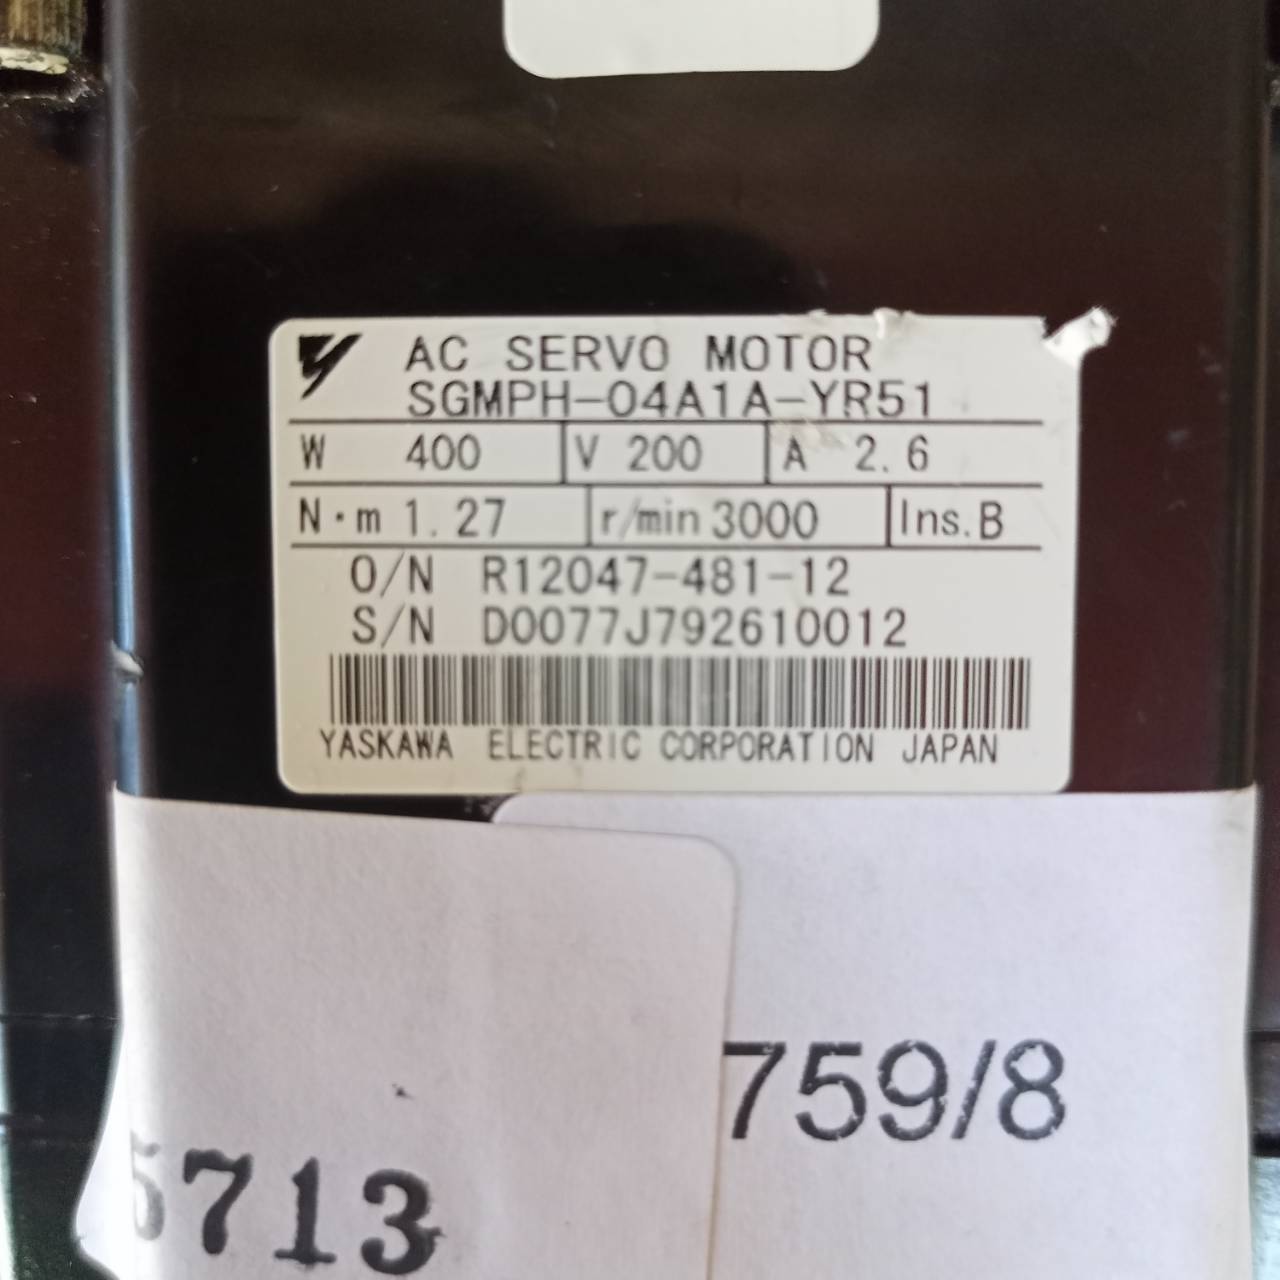 AC SERVO MOTOR
SGMPH-04A1A-YR51
W 400 V 200 A 2.6
N·m 1.27 r/min 3000 Ins.B
O/N R12047-481-12
S/N D0077J792610012
YASKAWA ELECTRIC CORPORATION JAPAN
759/8
5713